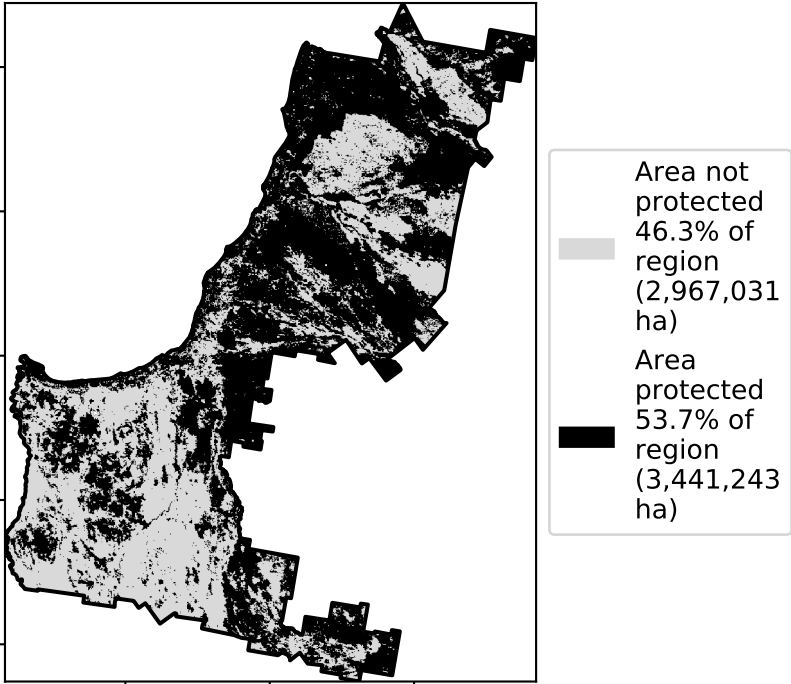 Area not
protected
46.3% of
region
(2,967,031
ha)
Area
protected
53.7% of
region
(3,441,243
ha)